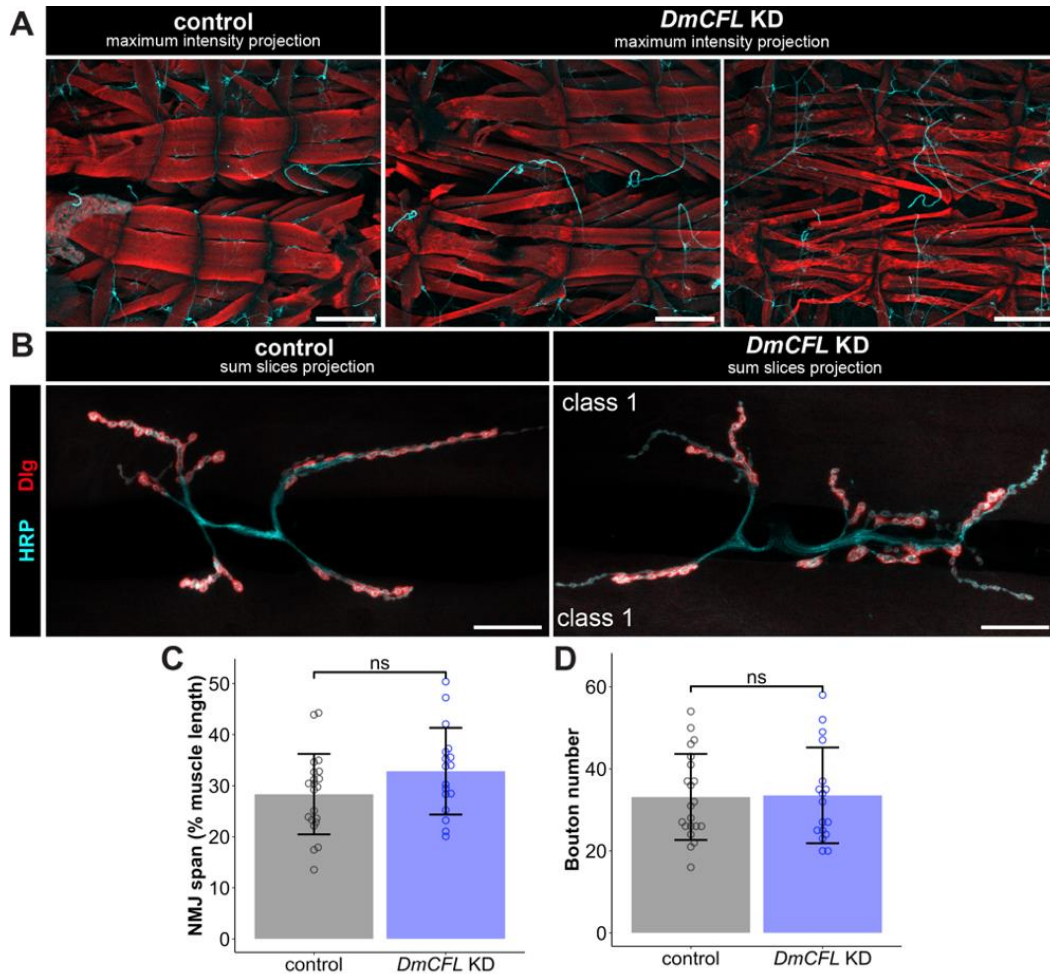 A
control
maximum intensity projection
DmCFL KD
maximum intensity projection
B
control
sum slices projection
DmCFL KD
sum slices projection
HRP Dlg
class 1
class 1
C
ns
NMJ span (% muscle length)
50
40
30
20
10
0
control
DmCFL KD
D
ns
Bouton number
60
40
20
0
control
DmCFL KD